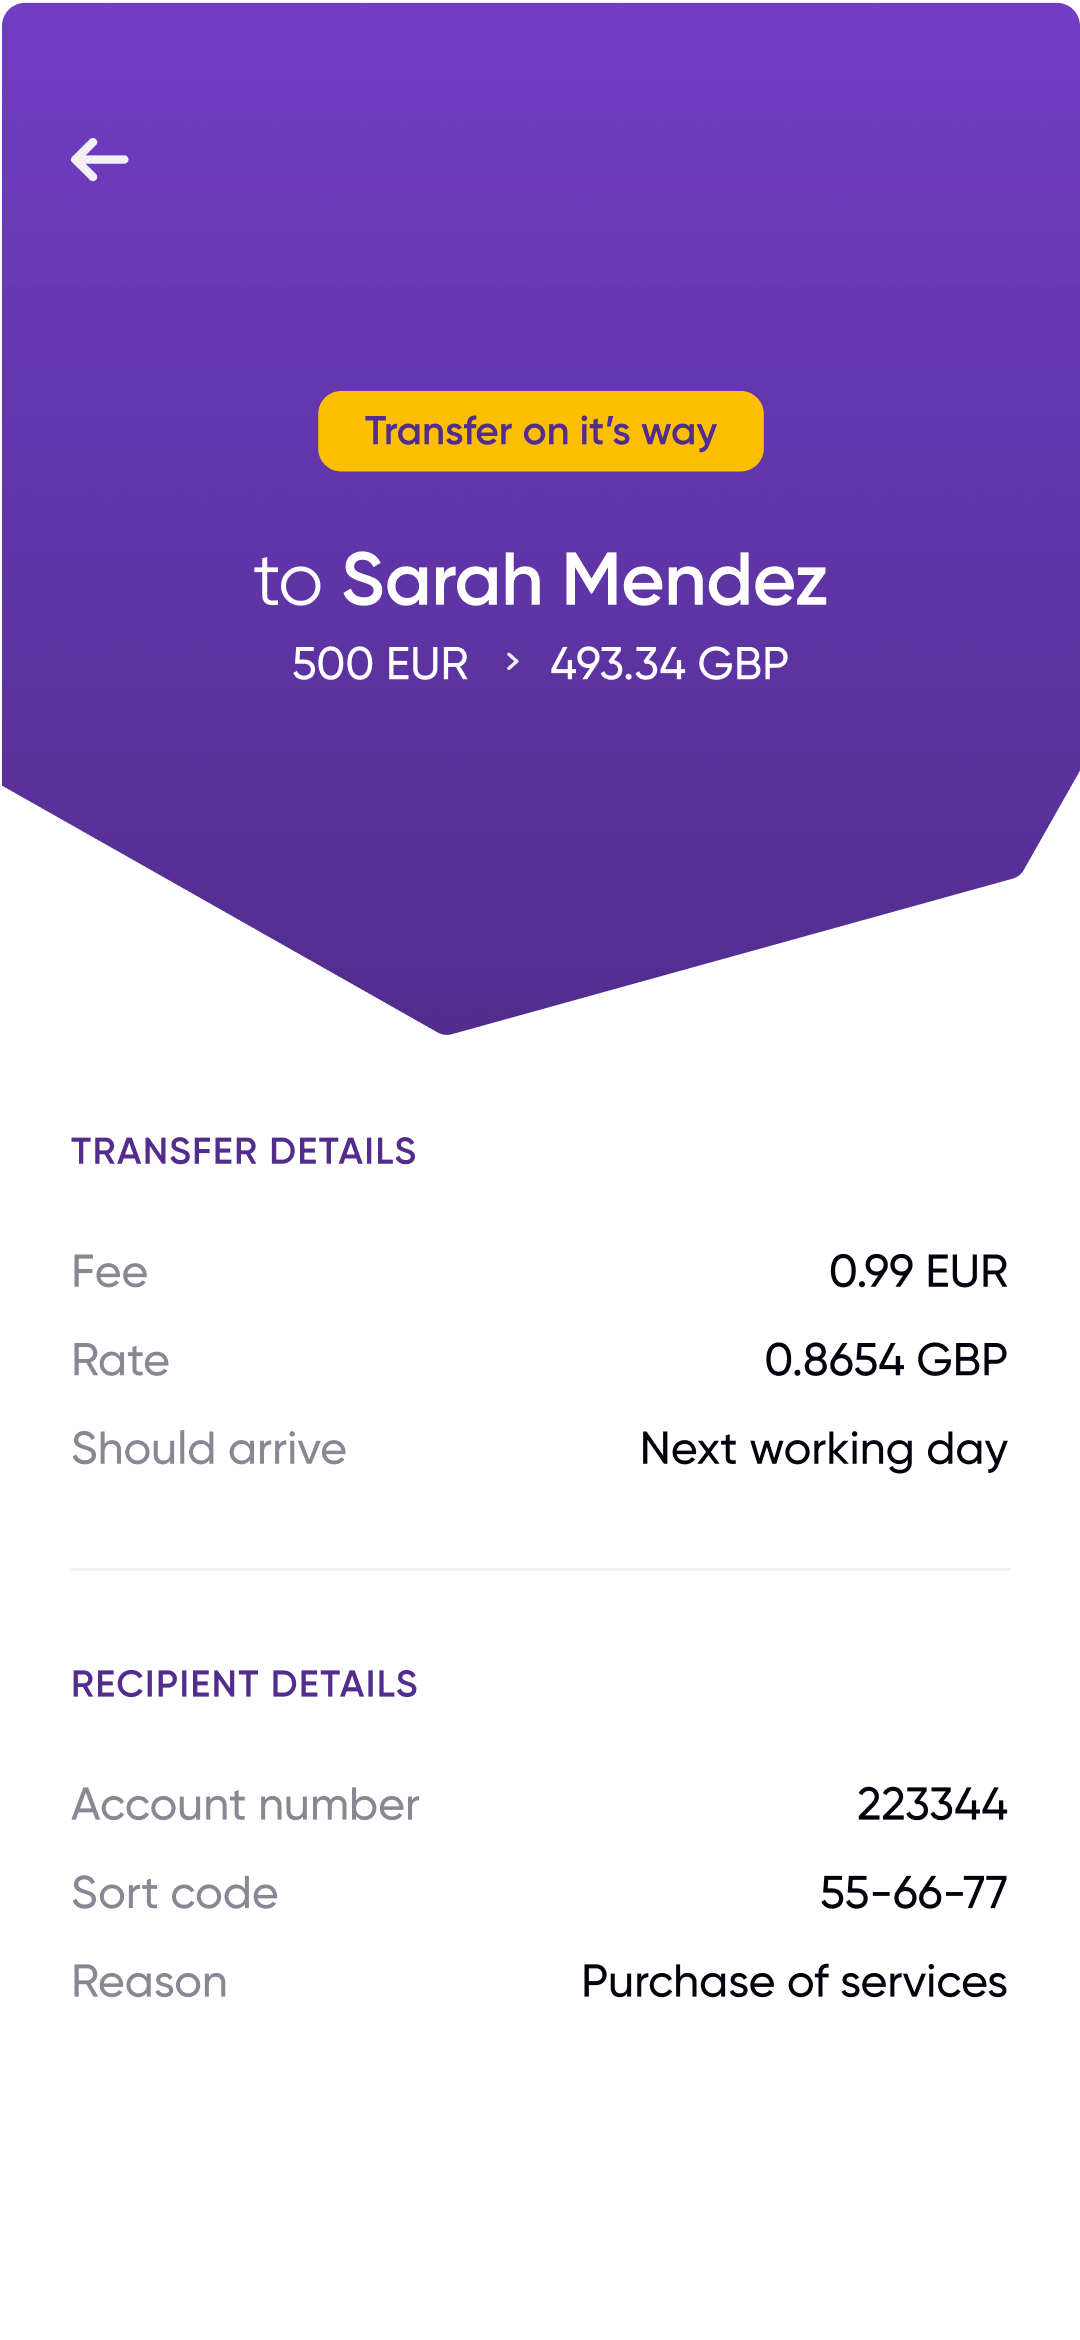 Transfer on it’s way
to Sarah Mendez
500 EUR > 493.34 GBP
TRANSFER DETAILS
Fee 0.99 EUR
Rate 0.8654 GBP
Should arrive Next working day
RECIPIENT DETAILS
Account number 223344
Sort code 55-66-77
Reason Purchase of services